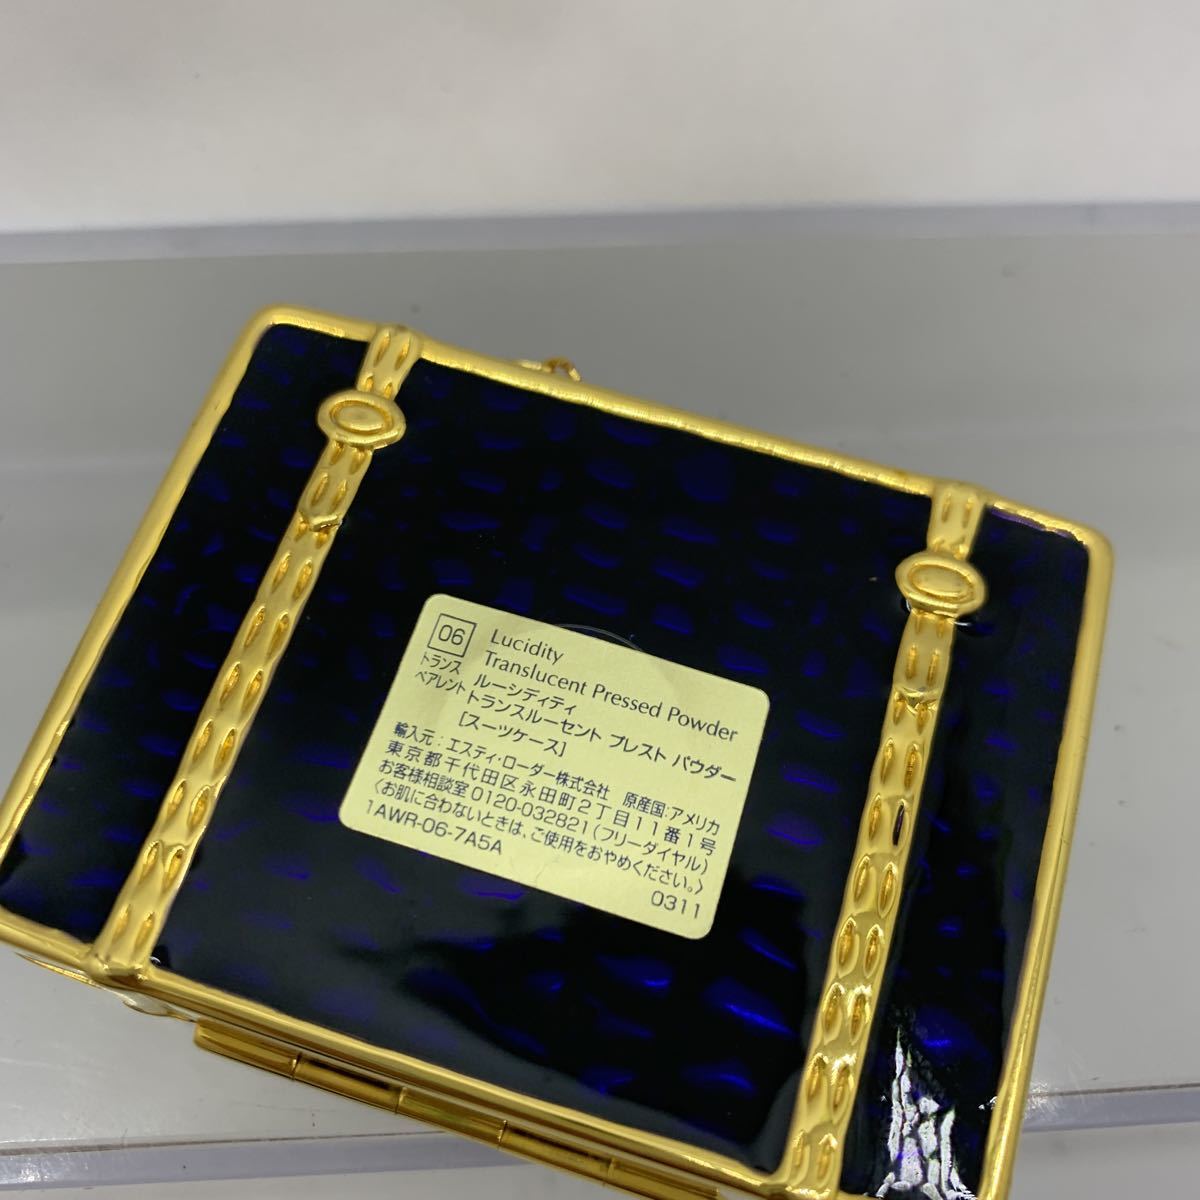 06 Lucidity
Translucent Pressed Powder
トランス
ペアレント
ルーシディティ
トランスルーセント プレスト パウダー
[スーツケース]
輸入元:エスティ・ローダー株式会社 原産国:アメリカ
東京都千代田区永田町2丁目11番1号
お客様相談室0120-032821(フリーダイヤル)
〈お肌に合わないときは、ご使用をおやめください。〉
1AWR-06-7A5A
0311